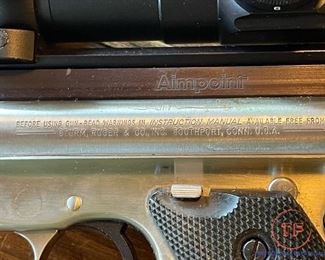 Aimpoint
BEFORE USING GUN-READ WARNINGS IN INSTRUCTION MANUAL AVAILABLE FREE FROM
STURM, RUGER & CO., INC. SOUTHPORT, CONN. U.S.A.
TF